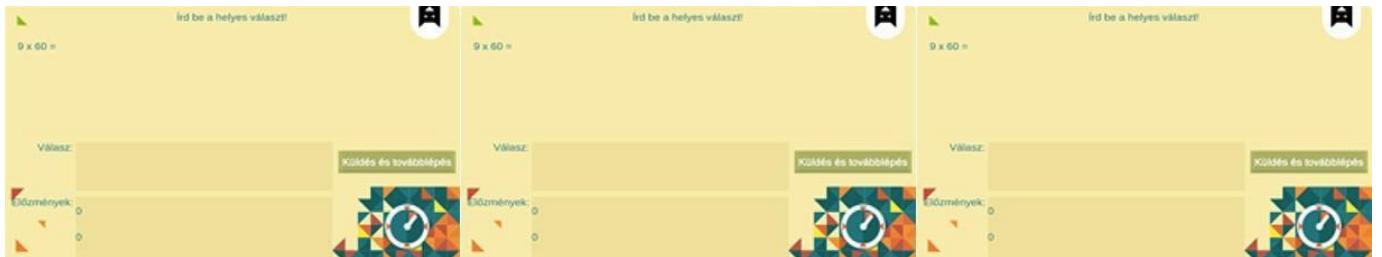 Írd be a helyes választ!
9 x 60 =
Válasz:
Küldés és továbblépés
Előzmények:
0
0
Írd be a helyes választ!
9 x 60 =
Válasz:
Küldés és továbblépés
Előzmények:
0
0
Írd be a helyes választ!
9 x 60 =
Válasz:
Küldés és továbblépés
Előzmények:
0
0